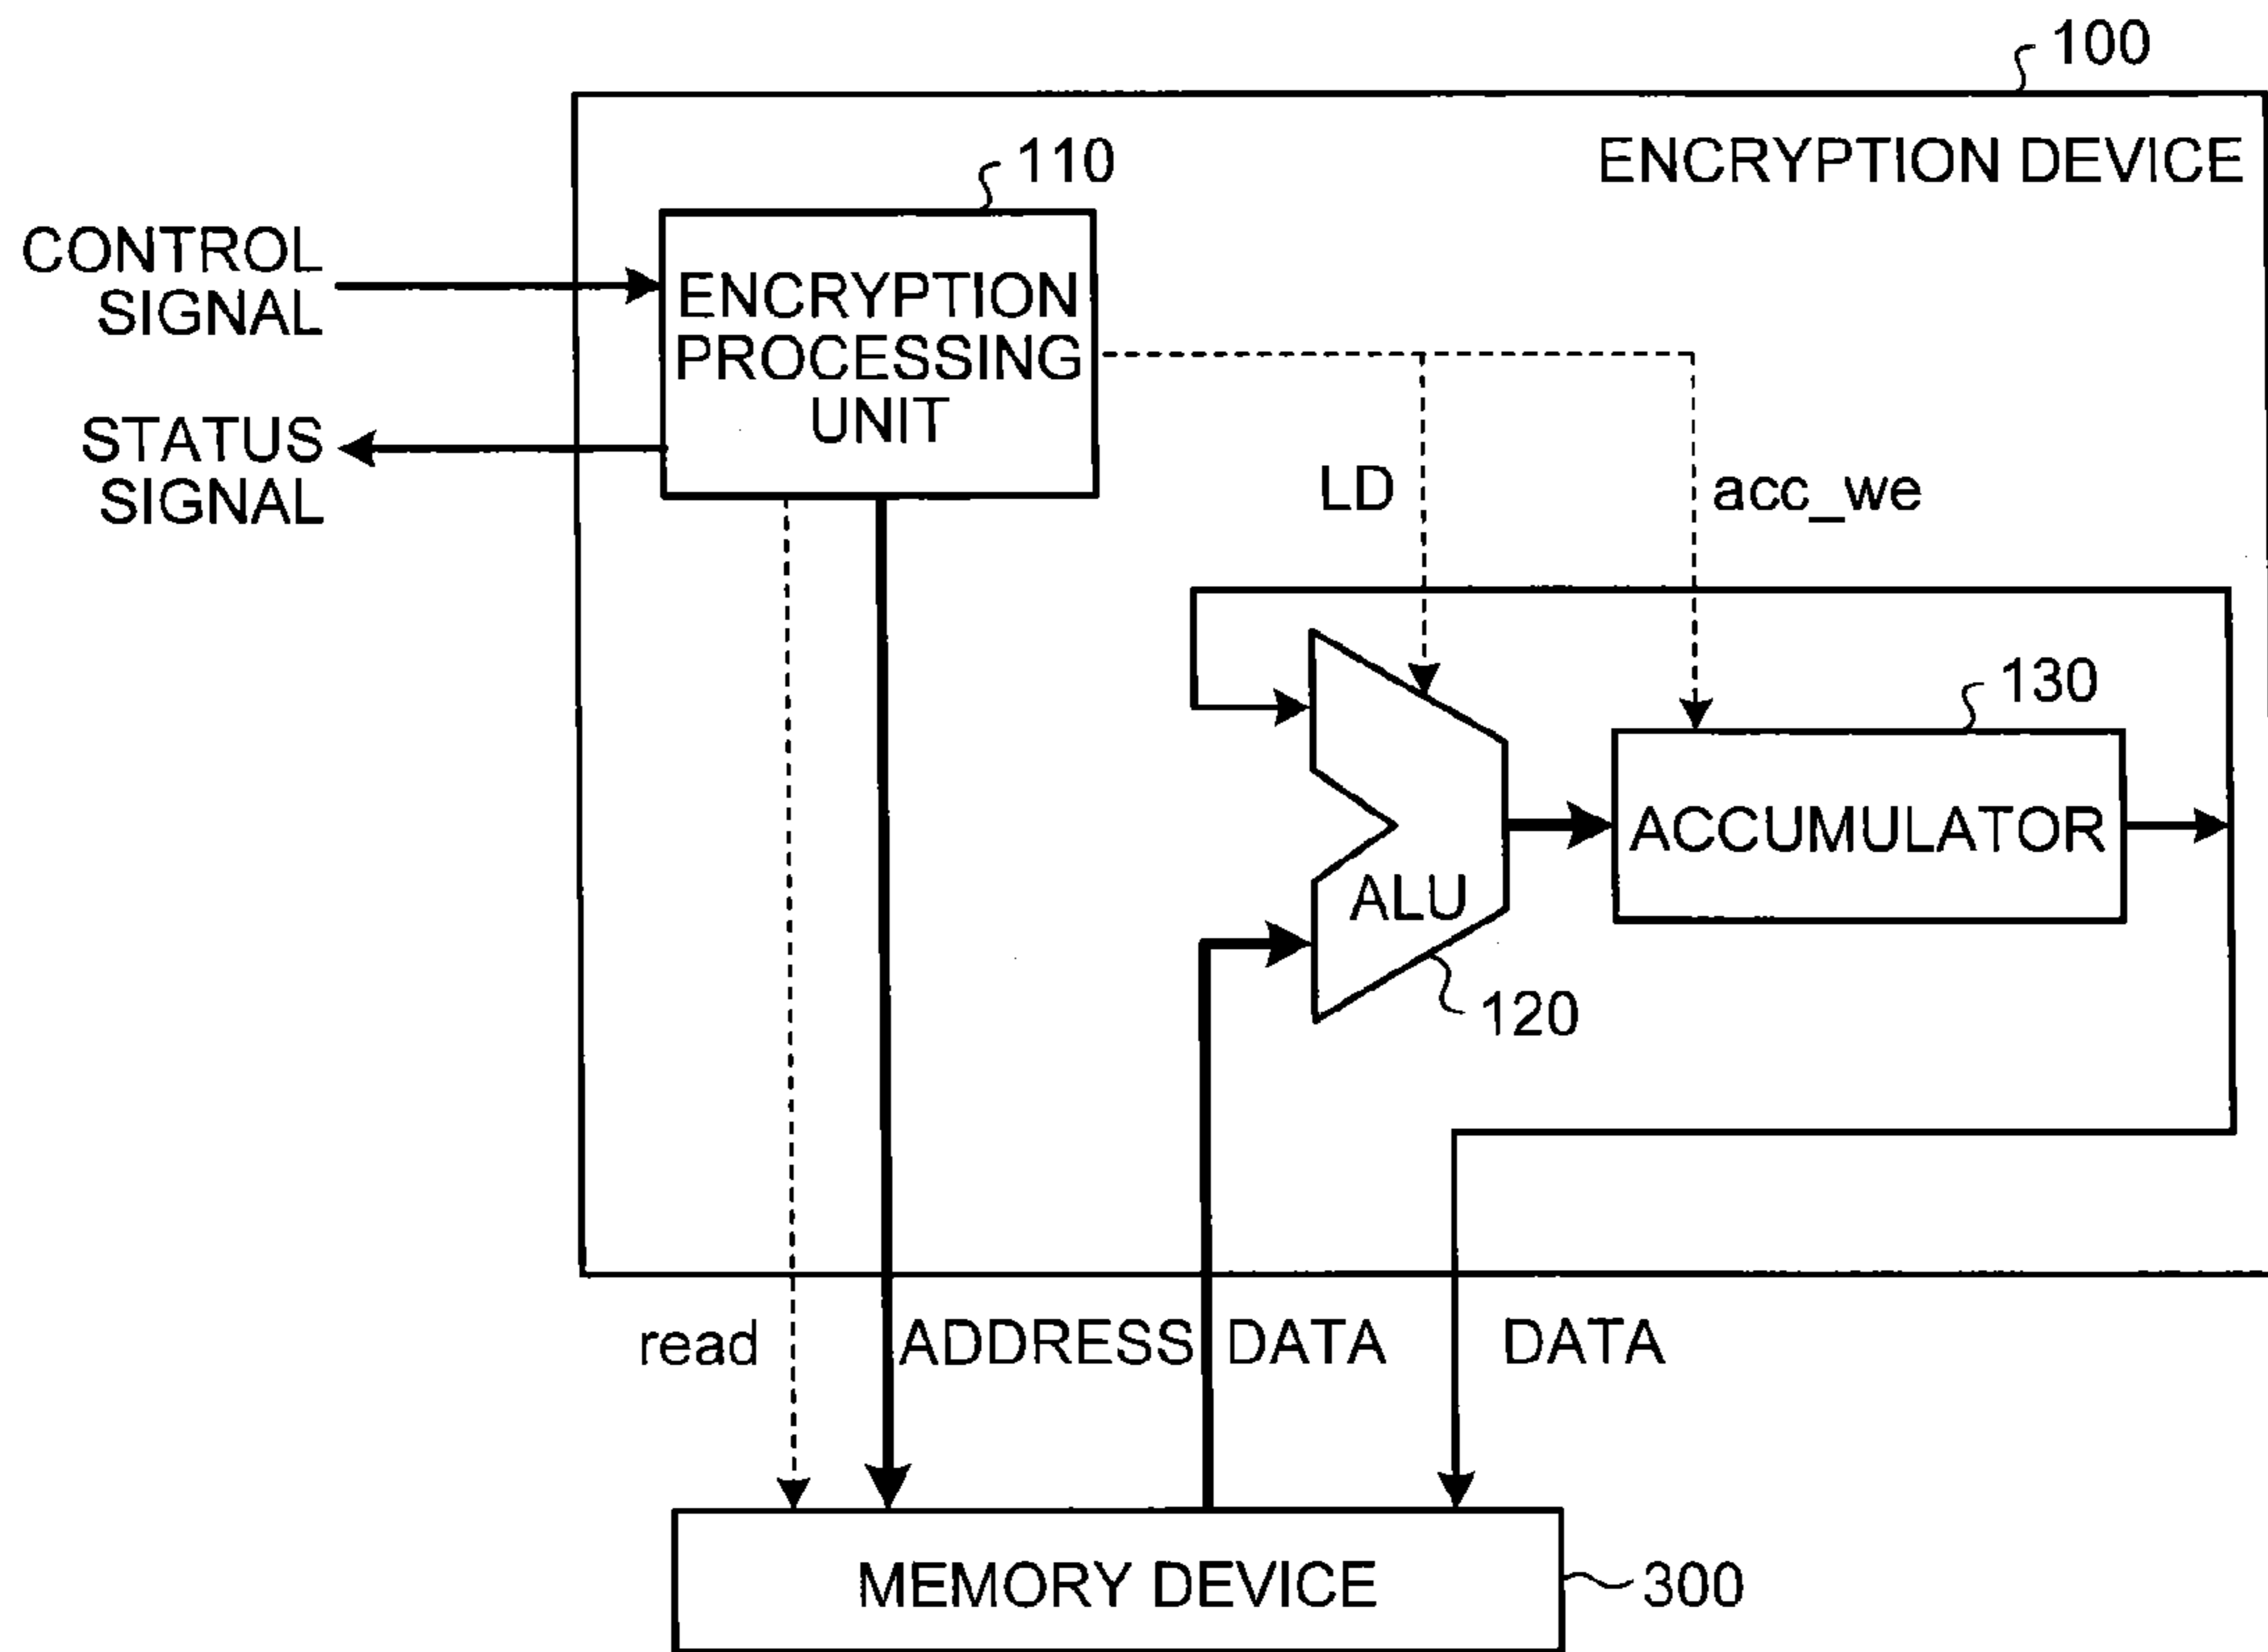 100
ENCRYPTION DEVICE
110
CONTROL
SIGNAL
ENCRYPTION
PROCESSING
UNIT
STATUS
SIGNAL
LD
acc_we
130
ACCUMULATOR
ALU
120
read
ADDRESS
DATA
DATA
MEMORY DEVICE
300